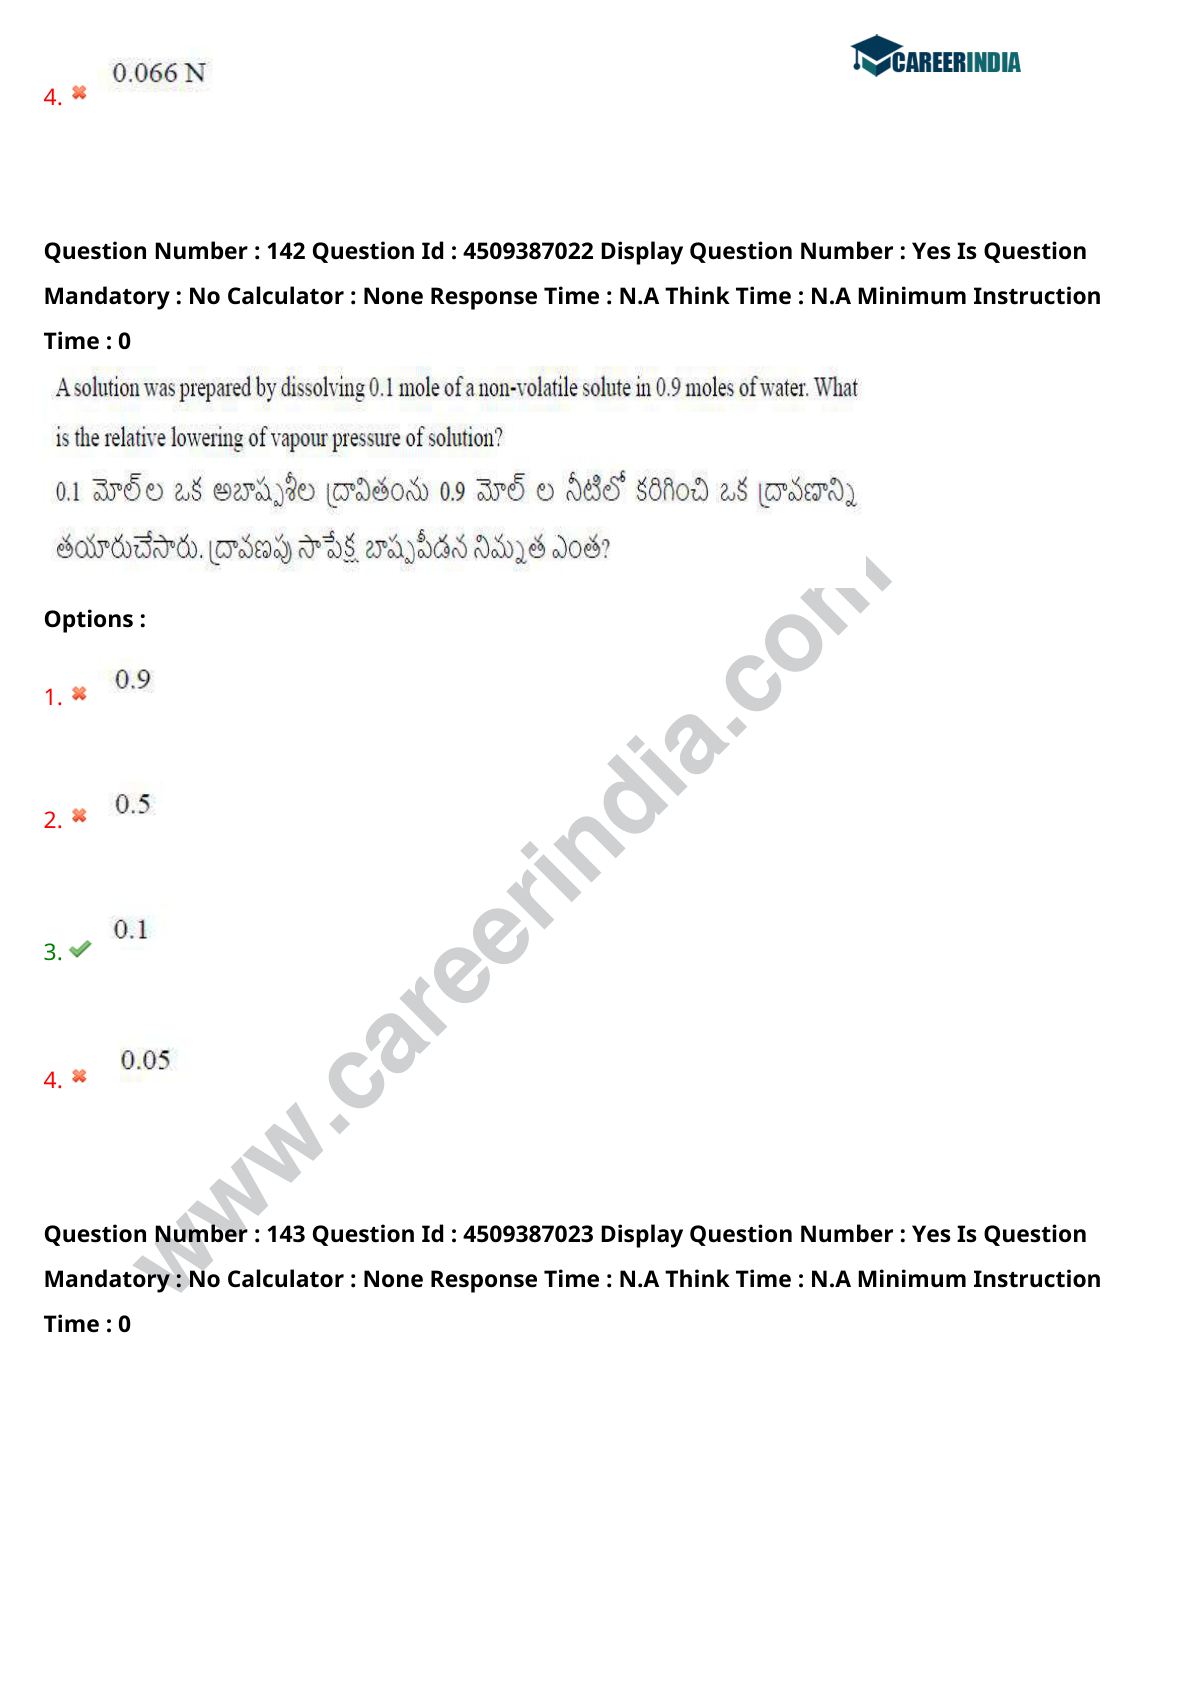 CAREERINDIA
0.066 N
4.
Question Number : 142 Question Id : 4509387022 Display Question Number : Yes Is Question
Mandatory : No Calculator : None Response Time : N.A Think Time : N.A Minimum Instruction
Time : 0
A solution was prepared by dissolving 0.1 mole of a non-volatile solute in 0.9 moles of water. What
is the relative lowering of vapour pressure of solution?
0.1 మోల్‌ల ఒక అబాష్పశీల ద్రావితంను 0.9 మోల్ ల నీటిలో కరిగించి ఒక ద్రావణాన్ని
తయారుచేసారు. ద్రావణపు సాపేక్ష బాష్పపీడన నిమ్నత ఎంత?
Options :
0.9
1.
0.5
2.
0.1
3.
0.05
4.
www.careerindia.com
Question Number : 143 Question Id : 4509387023 Display Question Number : Yes Is Question
Mandatory : No Calculator : None Response Time : N.A Think Time : N.A Minimum Instruction
Time : 0